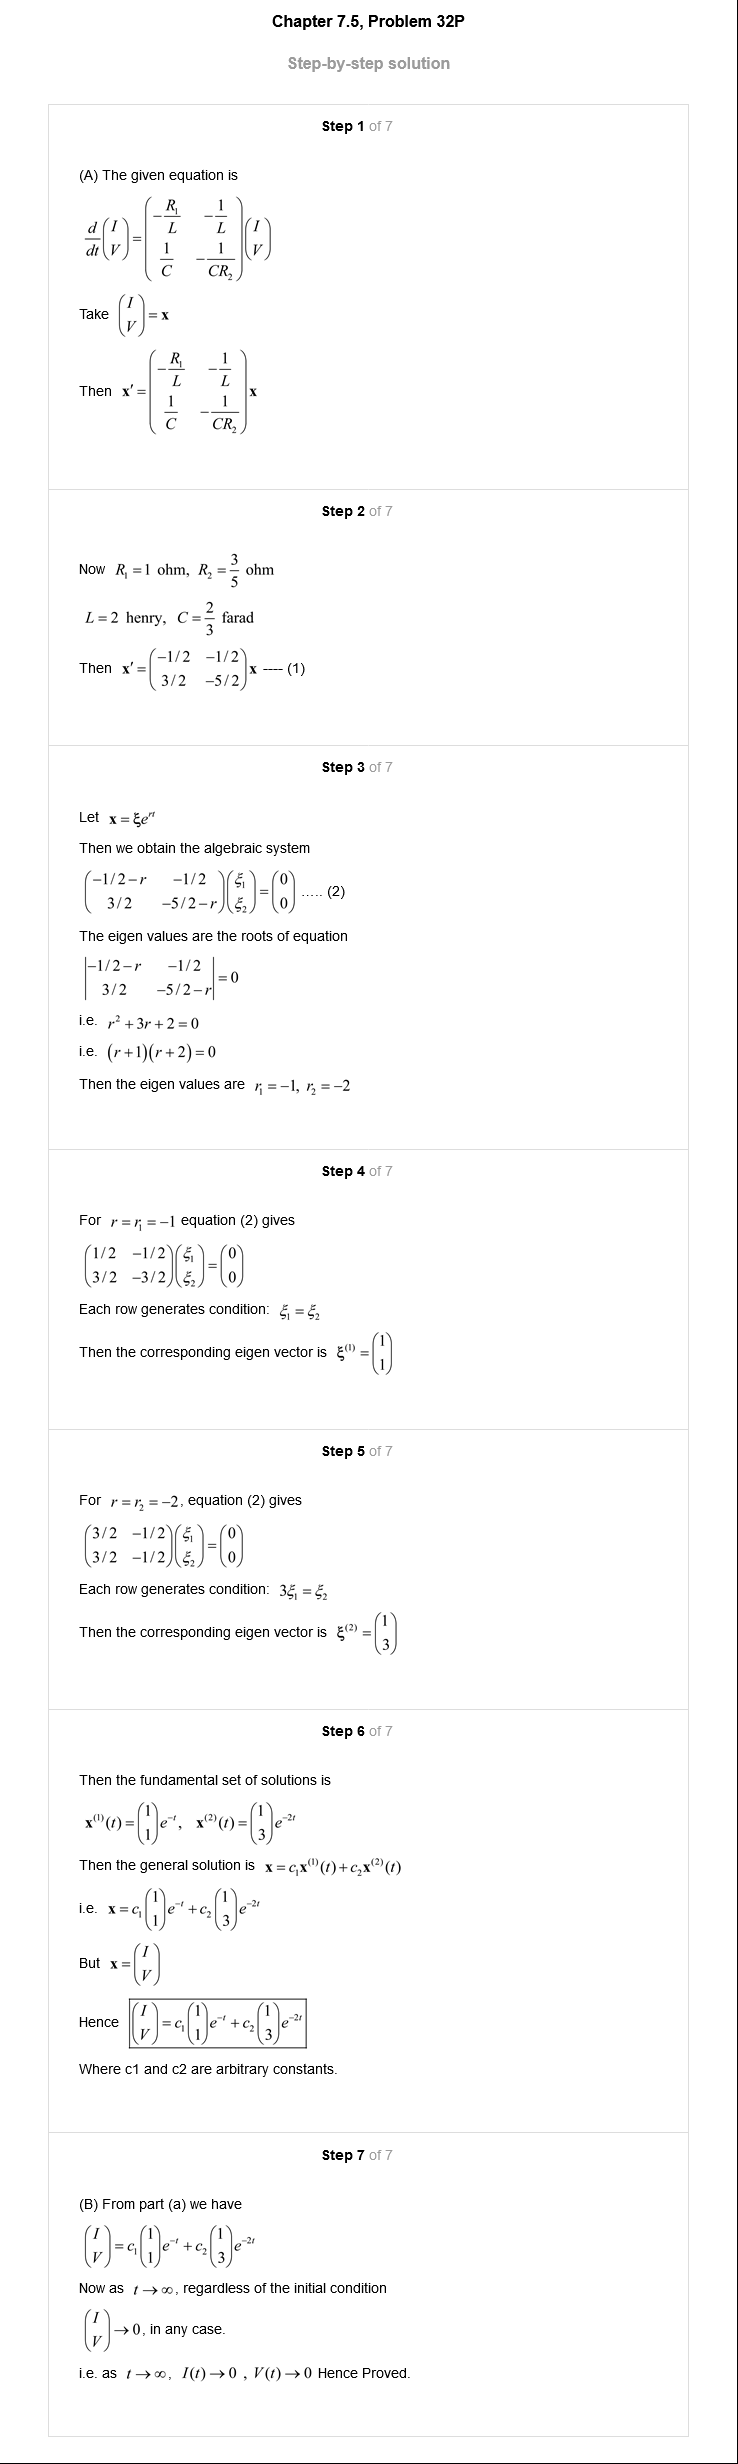 Chapter 7.5, Problem 32P
Step-by-step solution
Step 1 of 7
(A) The given equation is
\frac{d}{dt}\begin{pmatrix} I \\ V \end{pmatrix} = \begin{pmatrix} -\frac{R_1}{L} & -\frac{1}{L} \\ \frac{1}{C} & -\frac{1}{CR_2} \end{pmatrix}\begin{pmatrix} I \\ V \end{pmatrix}
Take \begin{pmatrix} I \\ V \end{pmatrix} = \mathbf{x}
Then \mathbf{x}' = \begin{pmatrix} -\frac{R_1}{L} & -\frac{1}{L} \\ \frac{1}{C} & -\frac{1}{CR_2} \end{pmatrix}\mathbf{x}
Step 2 of 7
Now R_1 = 1 ohm, R_2 = \frac{3}{5} ohm
L = 2 henry, C = \frac{2}{3} farad
Then \mathbf{x}' = \begin{pmatrix} -1/2 & -1/2 \\ 3/2 & -5/2 \end{pmatrix}\mathbf{x} ---- (1)
Step 3 of 7
Let \mathbf{x} = ξe^{rt}
Then we obtain the algebraic system
\begin{pmatrix} -1/2-r & -1/2 \\ 3/2 & -5/2-r \end{pmatrix}\begin{pmatrix} ξ_1 \\ ξ_2 \end{pmatrix} = \begin{pmatrix} 0 \\ 0 \end{pmatrix} ..... (2)
The eigen values are the roots of equation
\begin{vmatrix} -1/2-r & -1/2 \\ 3/2 & -5/2-r \end{vmatrix} = 0
i.e. r^2 + 3r + 2 = 0
i.e. (r+1)(r+2) = 0
Then the eigen values are r_1 = -1, r_2 = -2
Step 4 of 7
For r = r_1 = -1 equation (2) gives
\begin{pmatrix} 1/2 & -1/2 \\ 3/2 & -3/2 \end{pmatrix}\begin{pmatrix} ξ_1 \\ ξ_2 \end{pmatrix} = \begin{pmatrix} 0 \\ 0 \end{pmatrix}
Each row generates condition: ξ_1 = ξ_2
Then the corresponding eigen vector is ξ^{(1)} = \begin{pmatrix} 1 \\ 1 \end{pmatrix}
Step 5 of 7
For r = r_2 = -2, equation (2) gives
\begin{pmatrix} 3/2 & -1/2 \\ 3/2 & -1/2 \end{pmatrix}\begin{pmatrix} ξ_1 \\ ξ_2 \end{pmatrix} = \begin{pmatrix} 0 \\ 0 \end{pmatrix}
Each row generates condition: 3ξ_1 = ξ_2
Then the corresponding eigen vector is ξ^{(2)} = \begin{pmatrix} 1 \\ 3 \end{pmatrix}
Step 6 of 7
Then the fundamental set of solutions is
\mathbf{x}^{(1)}(t) = \begin{pmatrix} 1 \\ 1 \end{pmatrix}e^{-t}, \mathbf{x}^{(2)}(t) = \begin{pmatrix} 1 \\ 3 \end{pmatrix}e^{-2t}
Then the general solution is \mathbf{x} = c_1\mathbf{x}^{(1)}(t) + c_2\mathbf{x}^{(2)}(t)
i.e. \mathbf{x} = c_1\begin{pmatrix} 1 \\ 1 \end{pmatrix}e^{-t} + c_2\begin{pmatrix} 1 \\ 3 \end{pmatrix}e^{-2t}
But \mathbf{x} = \begin{pmatrix} I \\ V \end{pmatrix}
Hence \begin{pmatrix} I \\ V \end{pmatrix} = c_1\begin{pmatrix} 1 \\ 1 \end{pmatrix}e^{-t} + c_2\begin{pmatrix} 1 \\ 3 \end{pmatrix}e^{-2t}
Where c1 and c2 are arbitrary constants.
Step 7 of 7
(B) From part (a) we have
\begin{pmatrix} I \\ V \end{pmatrix} = c_1\begin{pmatrix} 1 \\ 1 \end{pmatrix}e^{-t} + c_2\begin{pmatrix} 1 \\ 3 \end{pmatrix}e^{-2t}
Now as t → ∞, regardless of the initial condition
\begin{pmatrix} I \\ V \end{pmatrix} → 0, in any case.
i.e. as t → ∞, I(t) → 0 , V(t) → 0 Hence Proved.